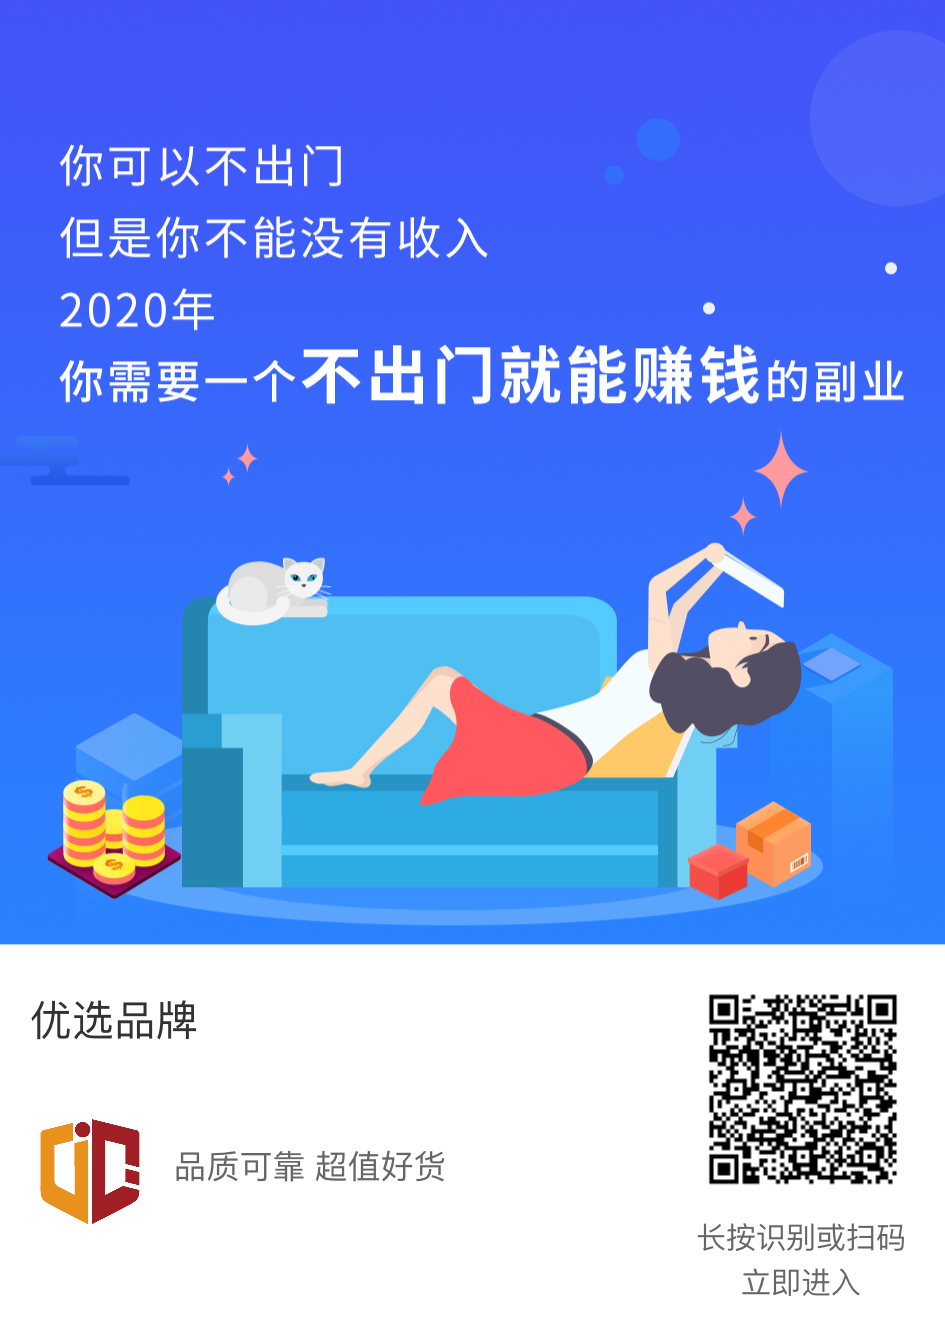 你可以不出门
但是你不能没有收入
2020年
你需要一个不出门就能赚钱的副业
优选品牌
品质可靠 超值好货
长按识别或扫码
立即进入